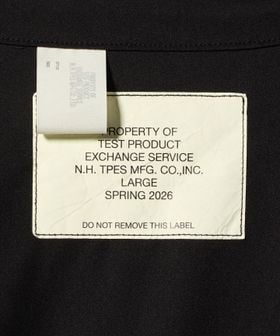 PROPERTY OF
TEST PRODUCT
EXCHANGE SERVICE
N.H. TPES MFG. CO.,INC.
LARGE
SPRING 2026
DO NOT REMOVE THIS LABEL